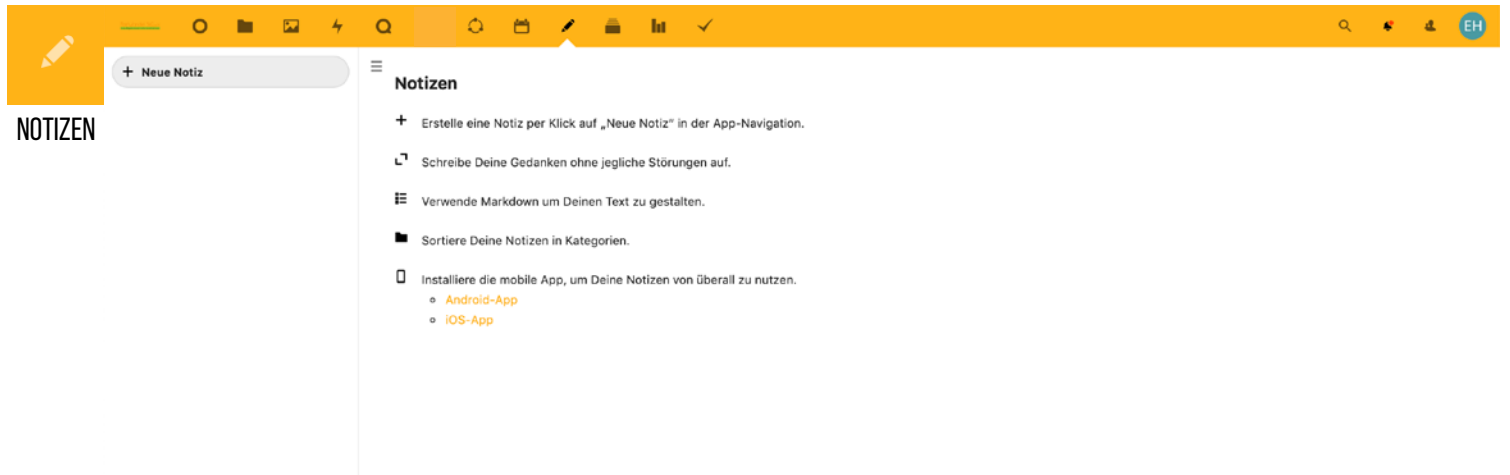 EH
NOTIZEN
+ Neue Notiz
Notizen
Erstelle eine Notiz per Klick auf „Neue Notiz“ in der App-Navigation.
Schreibe Deine Gedanken ohne jegliche Störungen auf.
Verwende Markdown um Deinen Text zu gestalten.
Sortiere Deine Notizen in Kategorien.
Installiere die mobile App, um Deine Notizen von überall zu nutzen.
Android-App
iOS-App